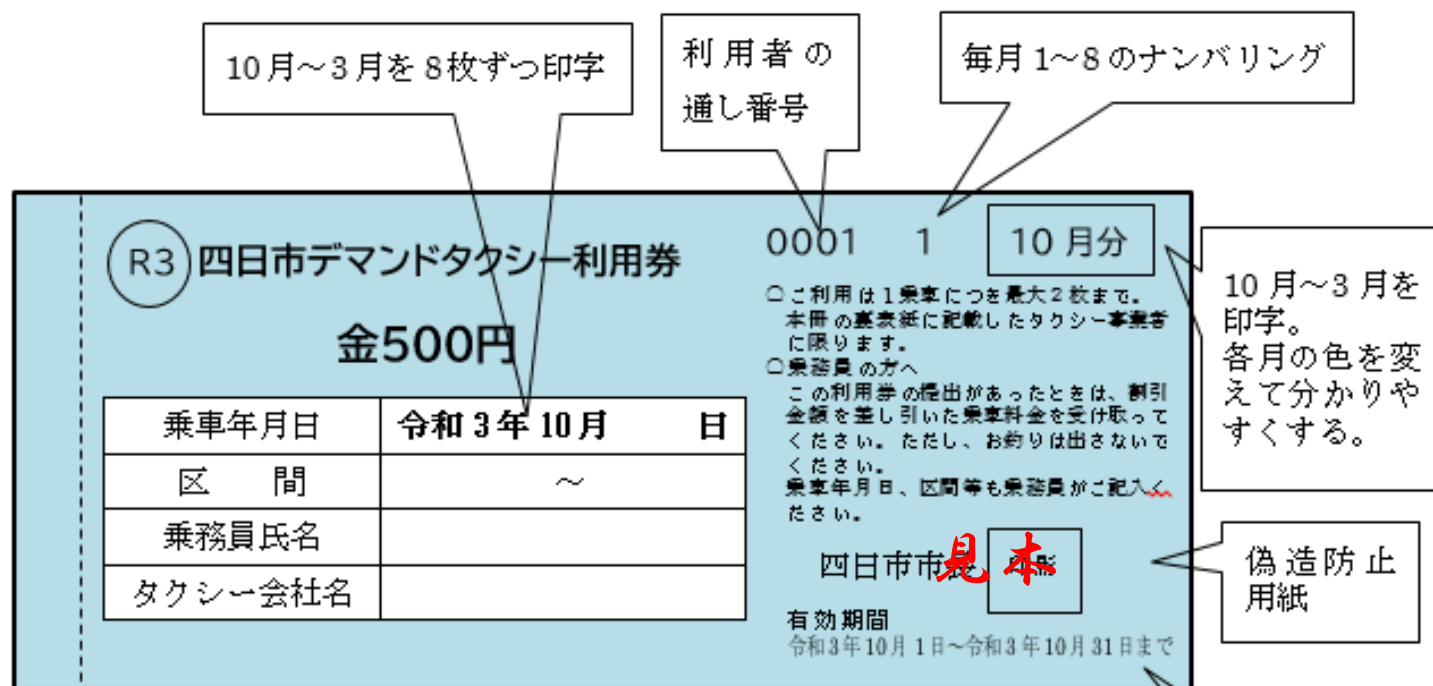 10月～3月を8枚ずつ印字
利用者の
通し番号
毎月1～8のナンバリング
R3 四日市デマンドタクシー利用券
金500円
乗車年月日 令和3年10月 日
区 間 ～
乗務員氏名
タクシー会社名
0001 1 10月分
○ご利用は1乗車につき最大2枚まで。
本冊の裏表紙に記載したタクシー事業者
に限ります。
○乗務員の方へ
この利用券の提出があったときは、割引
金額を差し引いた乗車料金を受け取って
ください。ただし、お釣りは出さないで
ください。
乗車年月日、区間等も乗務員がご記入く
ださい。
四日市市長 印影
見本
有効期間
令和3年10月1日～令和3年10月31日まで
10月～3月を
印字。
各月の色を変
えて分かりや
すくする。
偽造防止
用紙